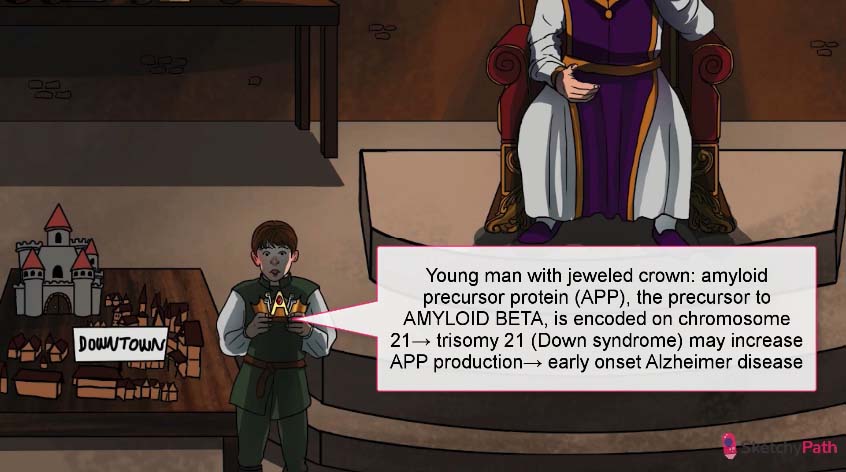 Young man with jeweled crown: amyloid
precursor protein (APP), the precursor to
AMYLOID BETA, is encoded on chromosome
21→ trisomy 21 (Down syndrome) may increase
APP production→ early onset Alzheimer disease
DOWNTOWN
SketchyPath